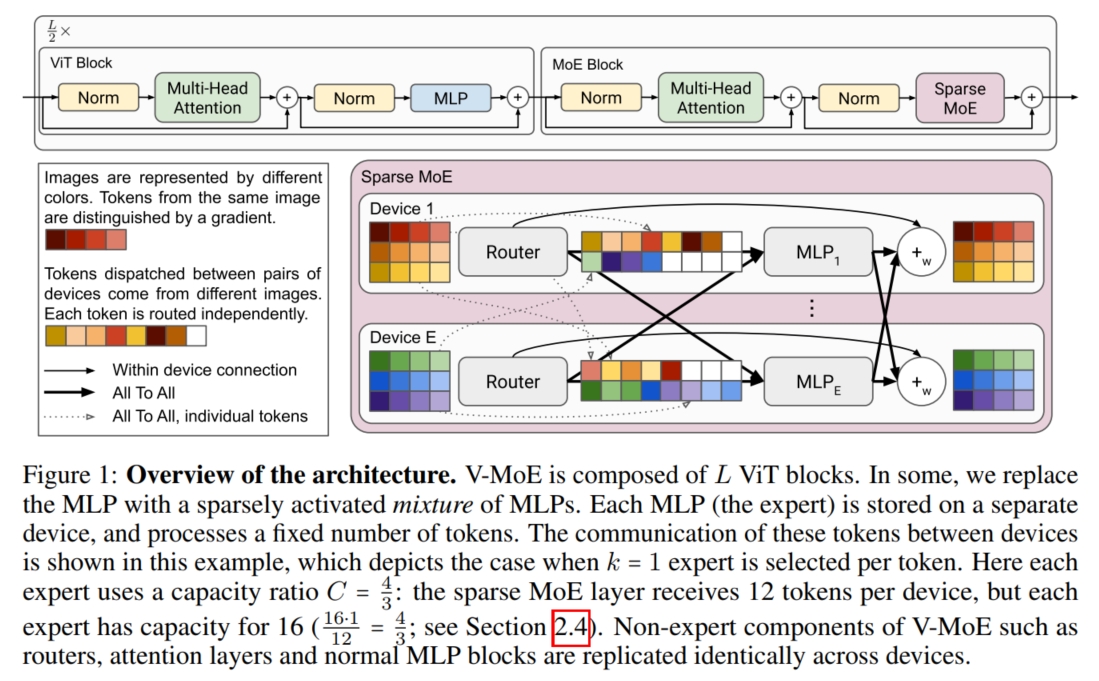 L/2 ×
ViT Block
Norm
Multi-Head
Attention
+
Norm
MLP
+
MoE Block
Norm
Multi-Head
Attention
+
Norm
Sparse
MoE
+
Images are represented by different
colors. Tokens from the same image
are distinguished by a gradient.
Tokens dispatched between pairs of
devices come from different images.
Each token is routed independently.
Within device connection
All To All
All To All, individual tokens
Sparse MoE
Device 1
Router
MLP₁
+w
⋮
Device E
Router
MLP_E
+w
Figure 1: Overview of the architecture. V-MoE is composed of L ViT blocks. In some, we replace
the MLP with a sparsely activated mixture of MLPs. Each MLP (the expert) is stored on a separate
device, and processes a fixed number of tokens. The communication of these tokens between devices
is shown in this example, which depicts the case when k = 1 expert is selected per token. Here each
expert uses a capacity ratio C = 4/3: the sparse MoE layer receives 12 tokens per device, but each
expert has capacity for 16 (16·1/12 = 4/3; see Section 2.4). Non-expert components of V-MoE such as
routers, attention layers and normal MLP blocks are replicated identically across devices.